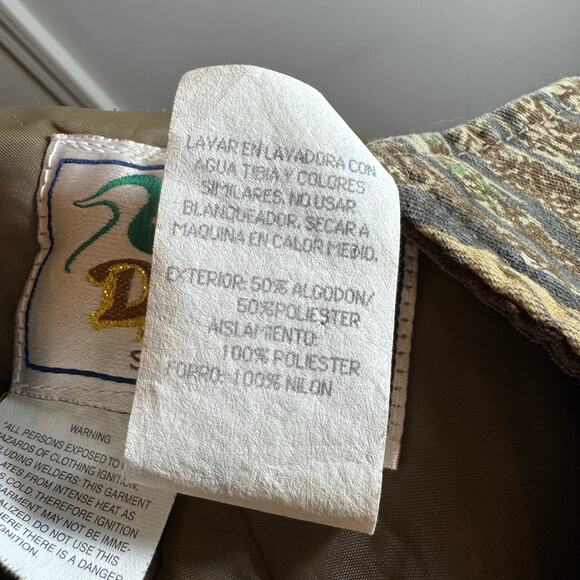 LAVAR EN LAVADORA CON
AGUA TIBIA Y COLORES
SIMILARES, NO USAR
BLANQUEADOR, SECAR A
MAQUINA EN CALOR MEDIO.
EXTERIOR: 50% ALGODON/
50% POLIESTER
AISLAMIENTO:
100% POLIESTER
FORRO: 100% NILON
D
S
WARNING
"ALL PERSONS EXPOSED TO
HAZARDS OF CLOTHING IGNITION,
LUDING WELDERS: THIS GARMENT
ATES FROM INTENSE HEAT AS
S COLD, THEREFORE IGNITION
GARMENT MAY NOT BE IMME-
ALIZED. DO NOT USE THIS
HERE THERE IS A DANGER
IGNITION."